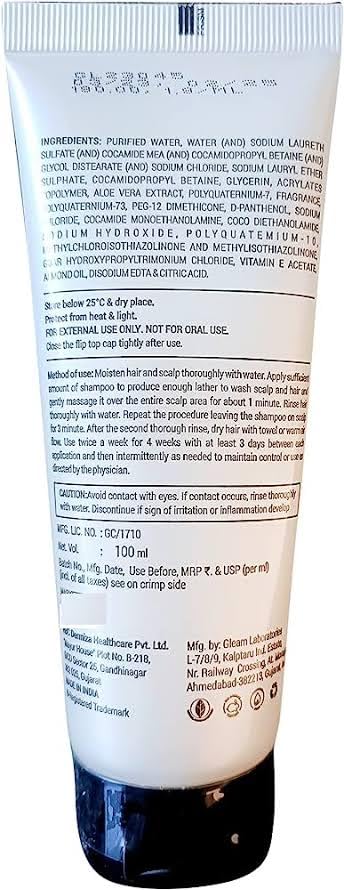 INGREDIENTS: PURIFIED WATER, WATER (AND) SODIUM LAURETH
SULFATE (AND) COCAMIDE MEA (AND) COCAMIDOPROPYL BETAINE (AND)
GLYCOL DISTEARATE (AND) SODIUM CHLORIDE, SODIUM LAURYL ETHER
SULPHATE, COCAMIDOPROPYL BETAINE, GLYCERIN, ACRYLATES
COPOLYMER, ALOE VERA EXTRACT, POLYQUATERNIUM-7, FRAGRANCE,
POLYQUATERNIUM-73, PEG-12 DIMETHICONE, D-PANTHENOL, SODIUM
CHLORIDE, COCAMIDE MONOETHANOLAMINE, COCO DIETHANOLAMIDE,
SODIUM HYDROXIDE, POLYQUATEMIUM-10,
METHYLCHLOROISOTHIAZOLINONE AND METHYLISOTHIAZOLINONE,
GUAR HYDROXYPROPYLTRIMONIUM CHLORIDE, VITAMIN E ACETATE,
ALMOND OIL, DISODIUM EDTA & CITRIC ACID.
Store below 25°C & dry place.
Protect from heat & light.
FOR EXTERNAL USE ONLY. NOT FOR ORAL USE.
Close the flip top cap tightly after use.
Method of use: Moisten hair and scalp thoroughly with water. Apply sufficient
amount of shampoo to produce enough lather to wash scalp and hair and
gently massage it over the entire scalp area for about 1 minute. Rinse hair
thoroughly with water. Repeat the procedure leaving the shampoo on scalp
for 3 minute. After the second thorough rinse, dry hair with towel or warm air
flow. Use twice a week for 4 weeks with at least 3 days between each
application and then intermittently as needed to maintain control or use as
directed by the physician.
CAUTION: Avoid contact with eyes. If contact occurs, rinse thoroughly
with water. Discontinue if sign of irritation or inflammation develop.
MFG. LIC. NO. : GC/1710
Net. Vol. : 100 ml
Batch No., Mfg. Date, Use Before, MRP ₹. & USP (per ml)
(incl. of all taxes) see on crimp side
Dermiza Healthcare Pvt. Ltd.
House" Plot No. B-218,
Sector 25, Gandhinagar
Gujarat
MADE IN INDIA
Registered Trademark
Mfg. by: Gleam Laboratories
L-7/8/9, Kalptaru Ind. Estate,
Nr. Railway Crossing, At.
Ahmedabad-382213, Gujarat,